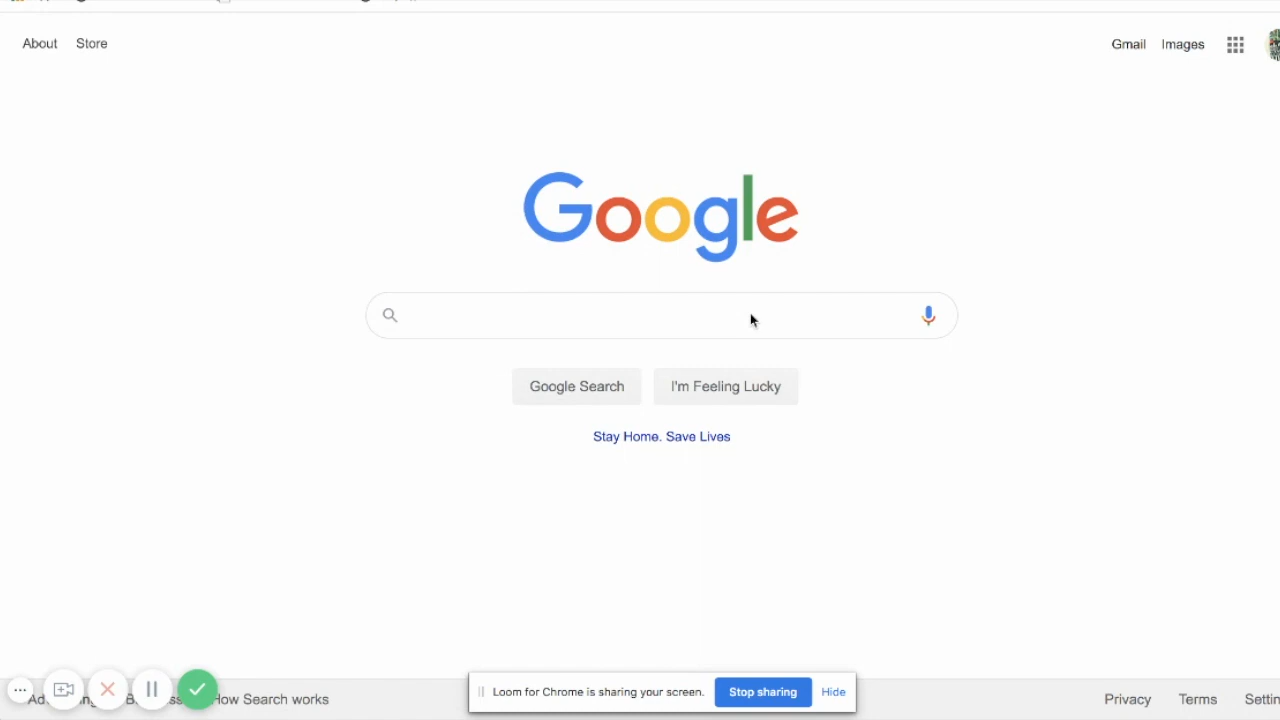 About Store
Gmail Images
Google
Google Search I'm Feeling Lucky
Stay Home. Save Lives
Loom for Chrome is sharing your screen. Stop sharing Hide
How Search works
Privacy Terms